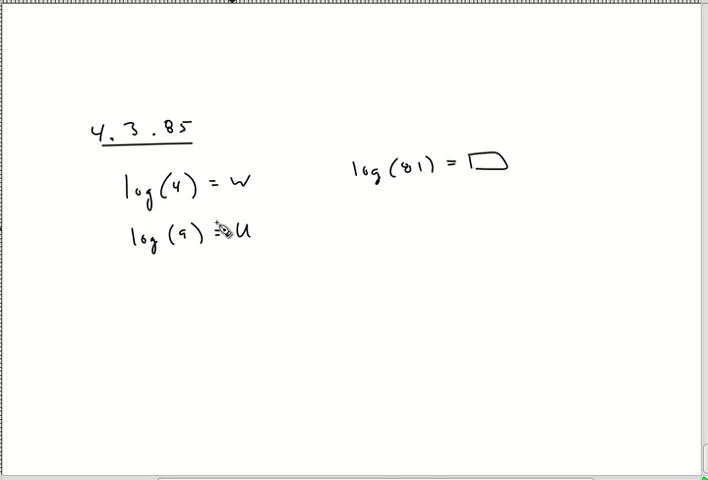 4.3.85
log(4) = w
log(9) = u
log(81) =